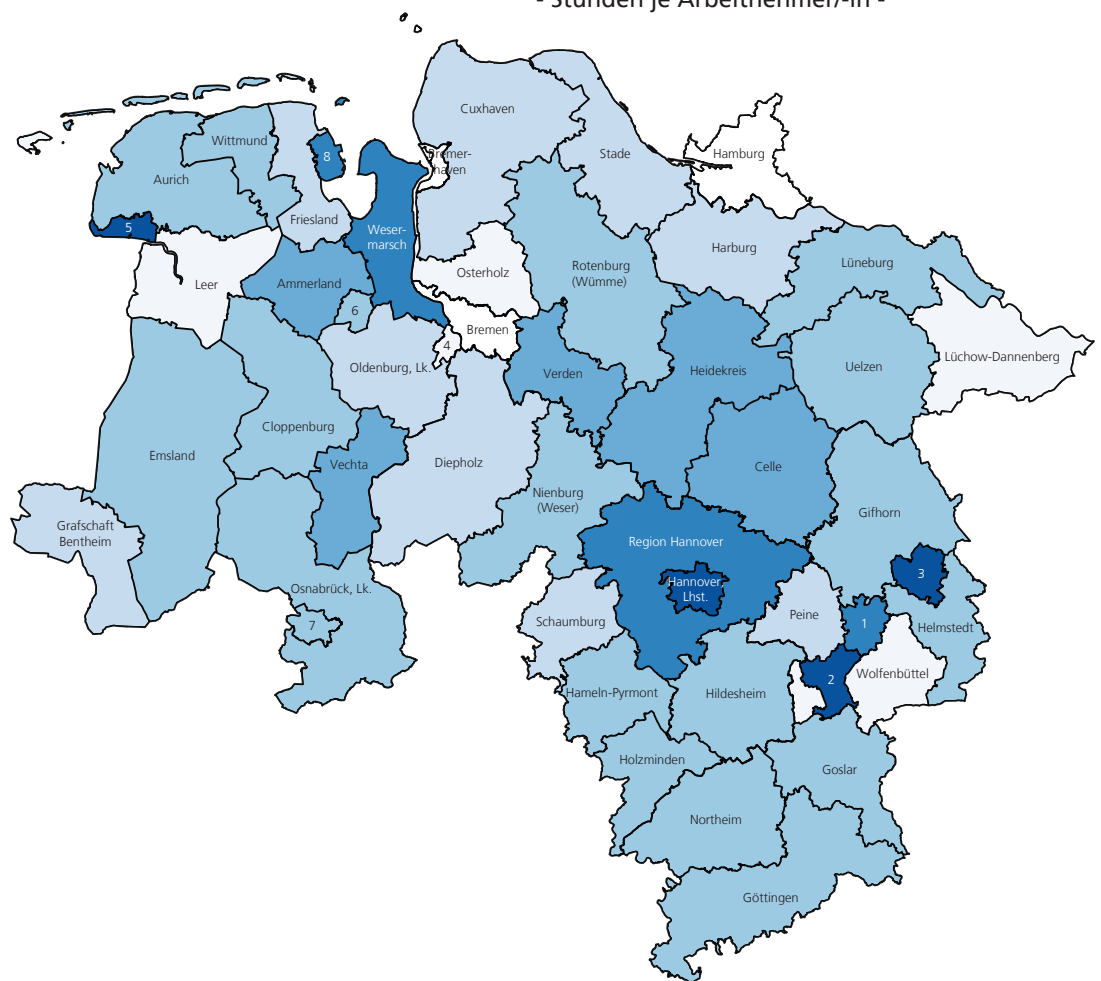 - Stunden je Arbeitnehmer/-in -
Cuxhaven
Wittmund
8
Bremer-
haven
Stade
Hamburg
Aurich
Friesland
5
Weser-
marsch
Harburg
Lüneburg
Osterholz
Rotenburg
(Wümme)
Leer
Ammerland
6
Bremen
4
Lüchow-Dannenberg
Oldenburg, Lk.
Verden
Heidekreis
Uelzen
Cloppenburg
Emsland
Vechta
Diepholz
Celle
Nienburg
(Weser)
Gifhorn
Grafschaft
Bentheim
Region Hannover
3
Hannover,
Lhst.
Osnabrück, Lk.
7
Schaumburg
Peine
1
Helmstedt
2
Wolfenbüttel
Hameln-Pyrmont
Hildesheim
Holzminden
Goslar
Northeim
Göttingen